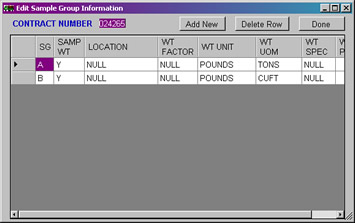 Edit Sample Group Information
CONTRACT NUMBER 024265 Add New Delete Row Done
SG SAMP WT LOCATION WT FACTOR WT UNIT WT UOM WT SPEC W P
A Y NULL NULL POUNDS TONS NULL
B Y NULL NULL POUNDS CUFT NULL